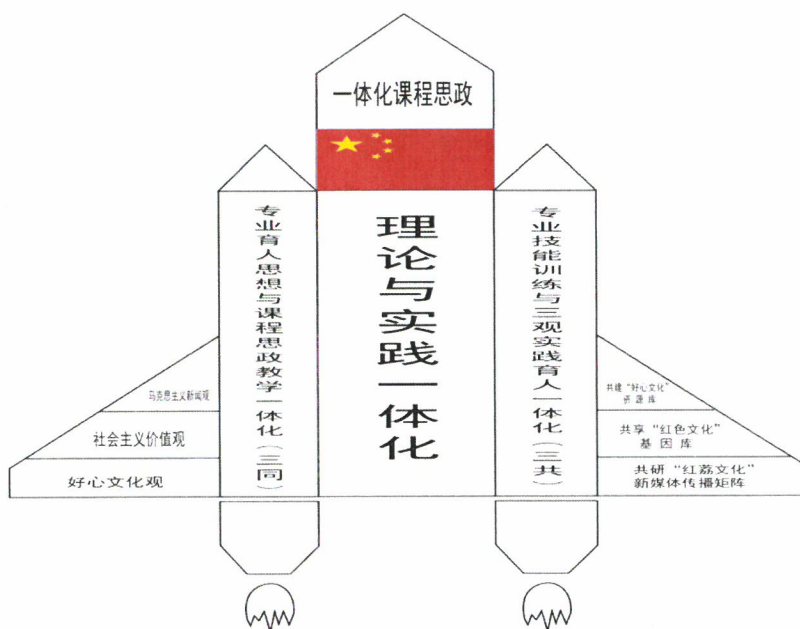 一体化课程思政
专业育人思想与课程思政教学一体化（三同）
理论与实践一体化
专业技能训练与三观实践育人一体化（三共）
马克思主义新闻观
社会主义价值观
好心文化观
共建“好心文化”
资源库
共享“红色文化”
基因库
共研“红荔文化”
新媒体传播矩阵